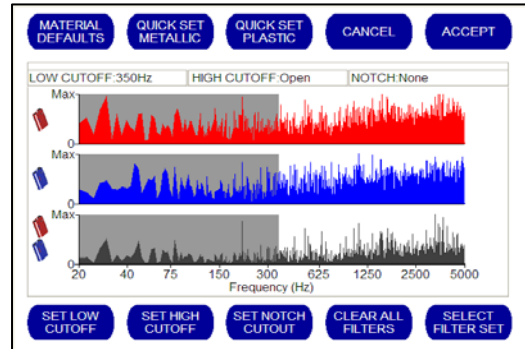 MATERIAL DEFAULTS
QUICK SET METALLIC
QUICK SET PLASTIC
CANCEL
ACCEPT
LOW CUTOFF:350Hz
HIGH CUTOFF:Open
NOTCH:None
Max
0
Max
0
Max
0
20 40 75 150 300 625 1250 2500 5000
Frequency (Hz)
SET LOW CUTOFF
SET HIGH CUTOFF
SET NOTCH CUTOUT
CLEAR ALL FILTERS
SELECT FILTER SET